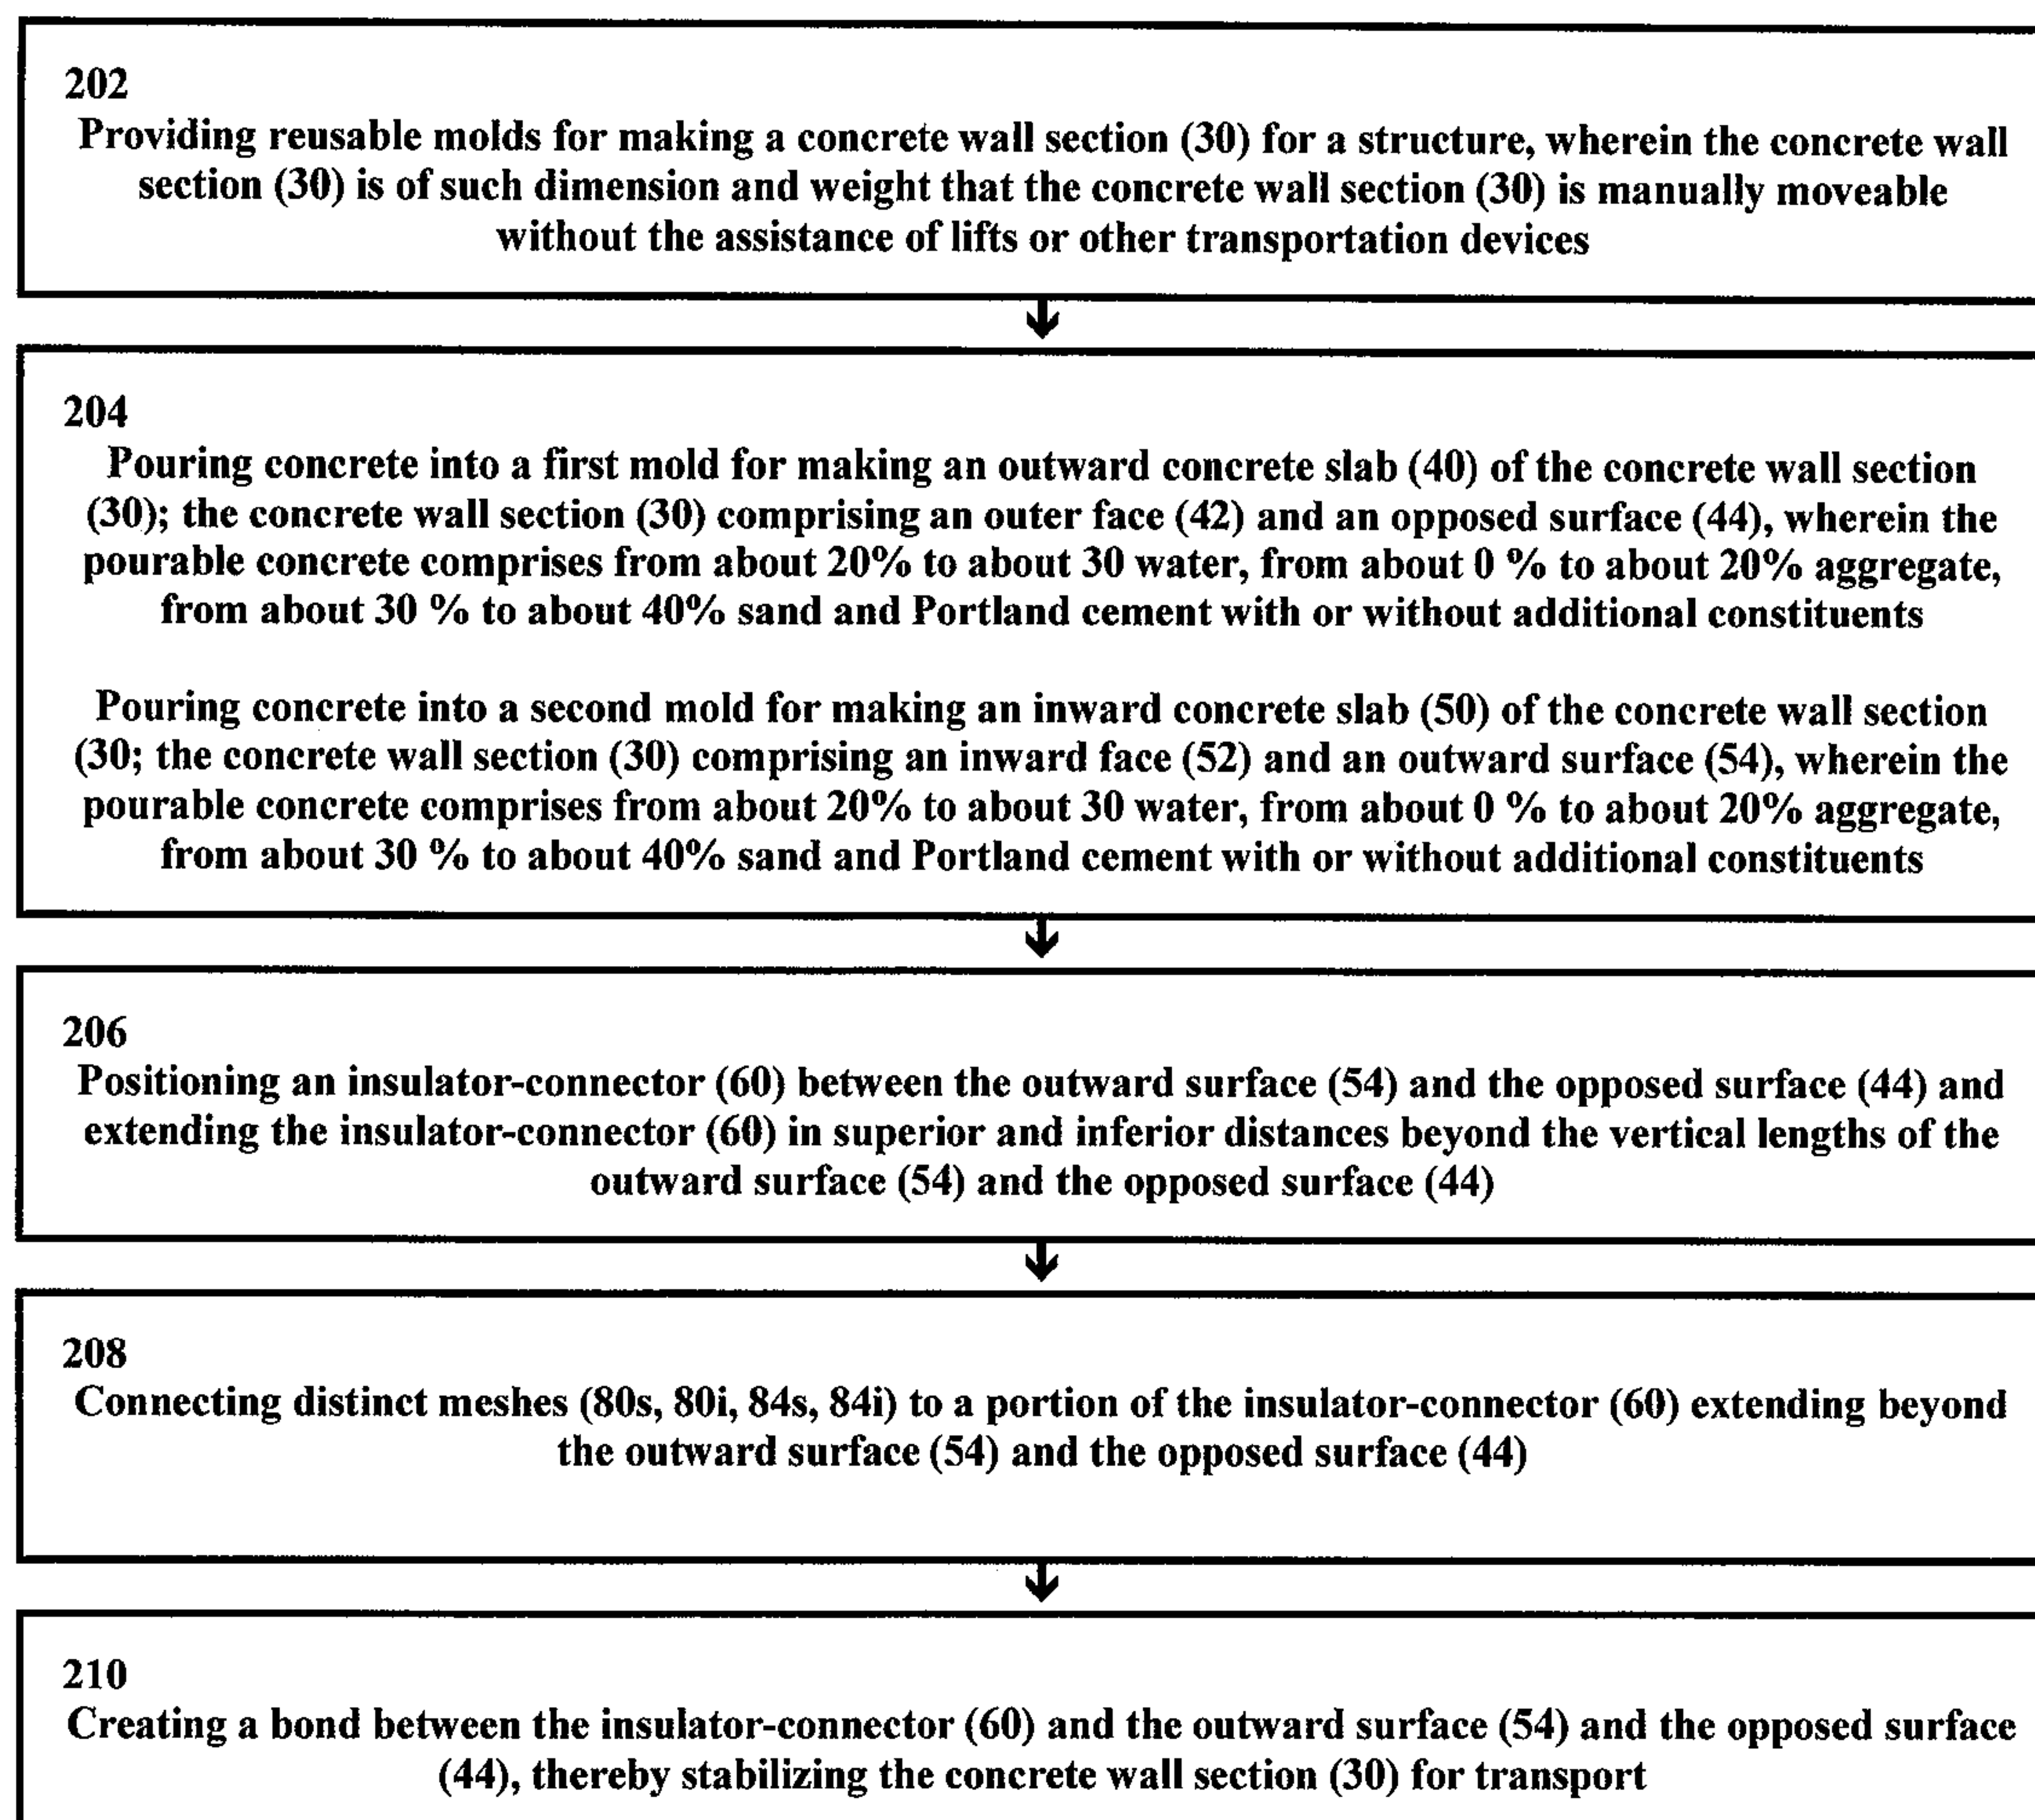 202
Providing reusable molds for making a concrete wall section (30) for a structure, wherein the concrete wall
section (30) is of such dimension and weight that the concrete wall section (30) is manually moveable
without the assistance of lifts or other transportation devices
204
Pouring concrete into a first mold for making an outward concrete slab (40) of the concrete wall section
(30); the concrete wall section (30) comprising an outer face (42) and an opposed surface (44), wherein the
pourable concrete comprises from about 20% to about 30 water, from about 0 % to about 20% aggregate,
from about 30 % to about 40% sand and Portland cement with or without additional constituents
Pouring concrete into a second mold for making an inward concrete slab (50) of the concrete wall section
(30; the concrete wall section (30) comprising an inward face (52) and an outward surface (54), wherein the
pourable concrete comprises from about 20% to about 30 water, from about 0 % to about 20% aggregate,
from about 30 % to about 40% sand and Portland cement with or without additional constituents
206
Positioning an insulator-connector (60) between the outward surface (54) and the opposed surface (44) and
extending the insulator-connector (60) in superior and inferior distances beyond the vertical lengths of the
outward surface (54) and the opposed surface (44)
208
Connecting distinct meshes (80s, 80i, 84s, 84i) to a portion of the insulator-connector (60) extending beyond
the outward surface (54) and the opposed surface (44)
210
Creating a bond between the insulator-connector (60) and the outward surface (54) and the opposed surface
(44), thereby stabilizing the concrete wall section (30) for transport